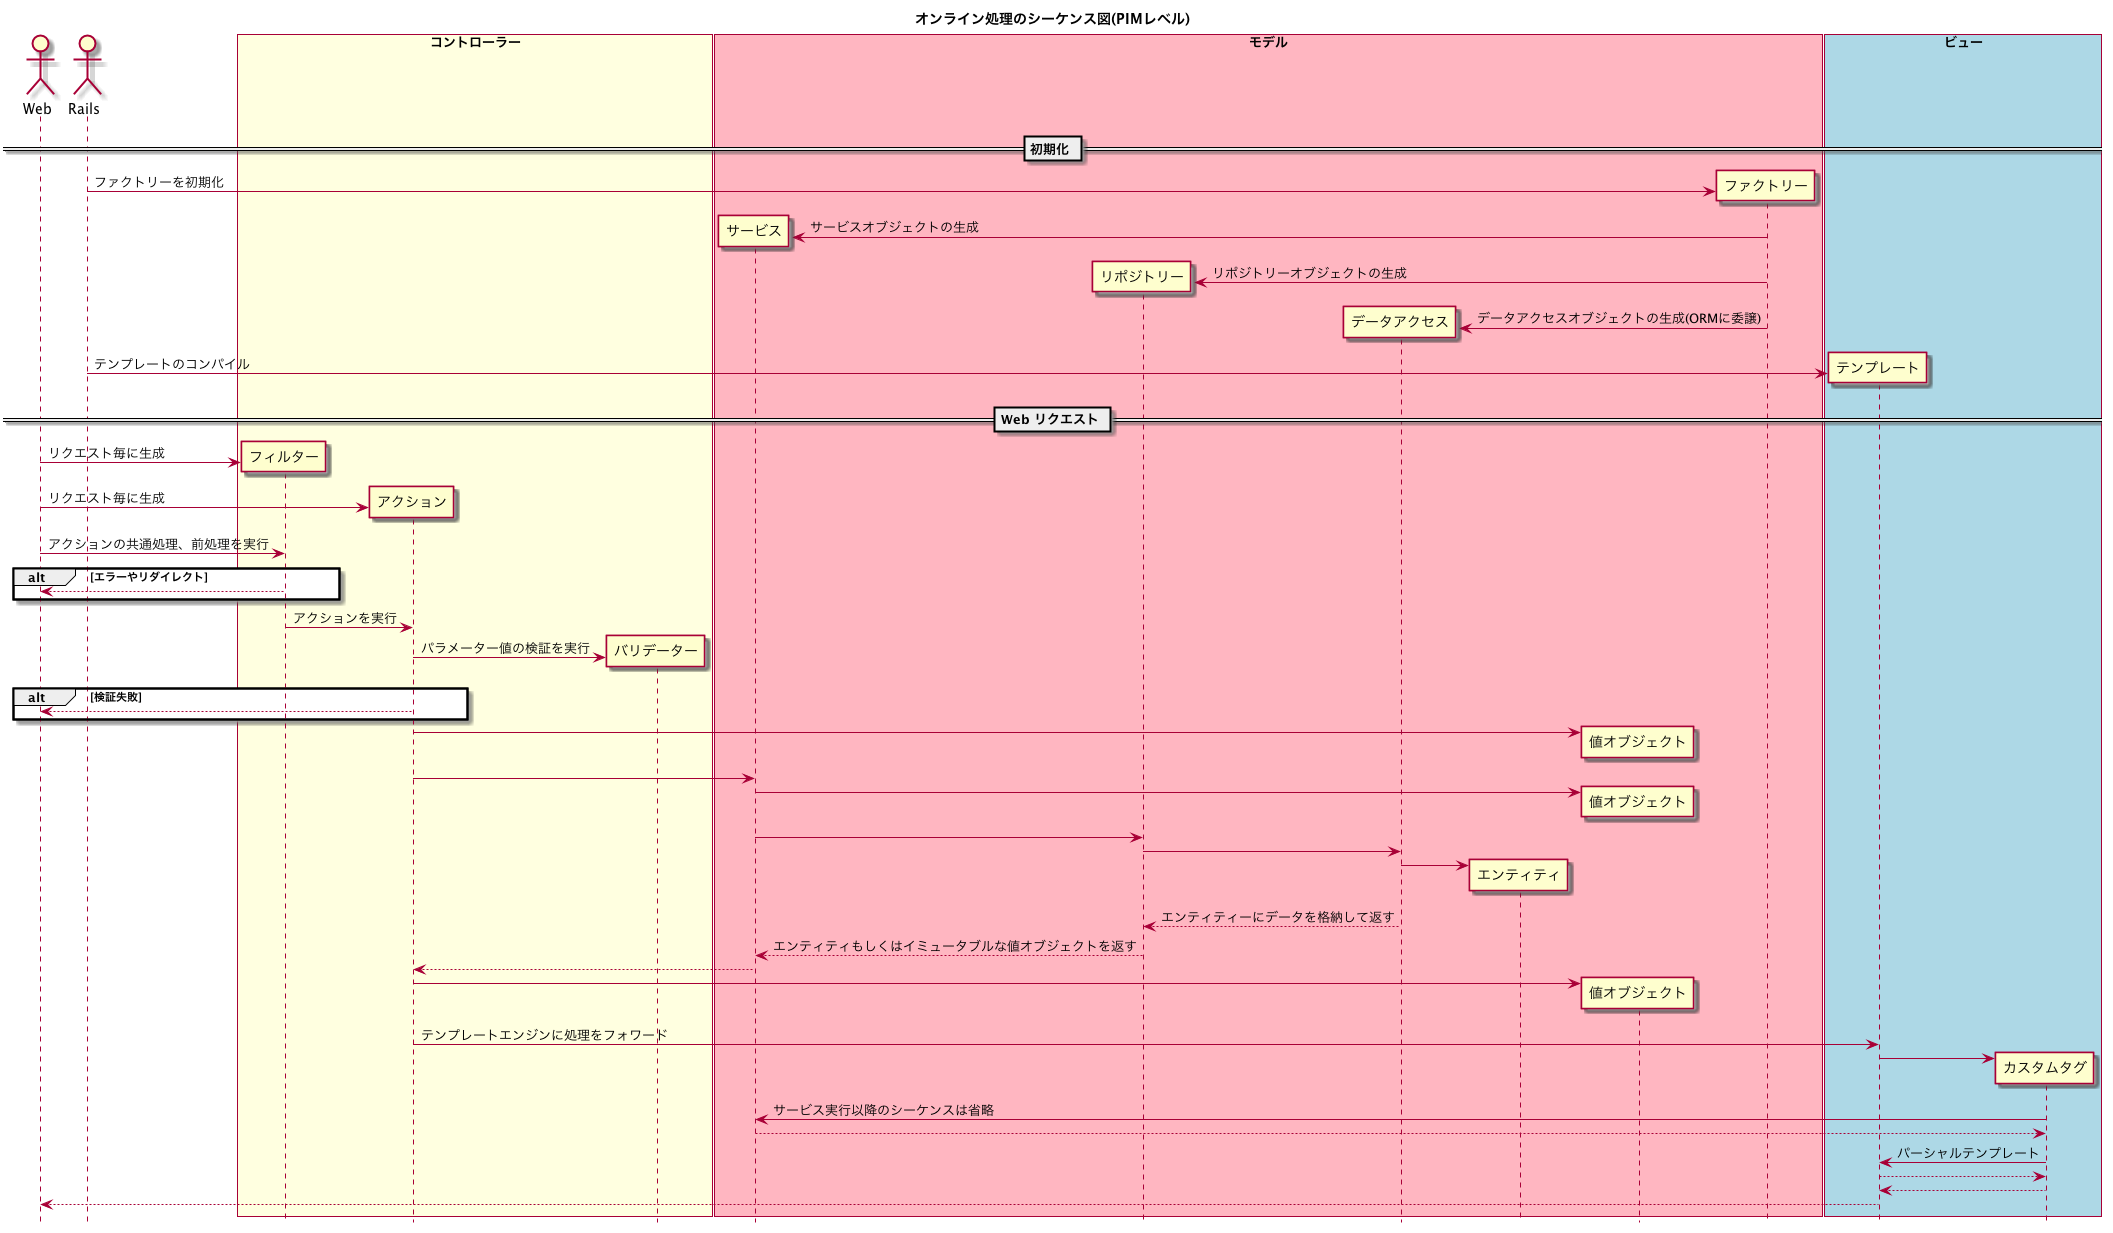 オンライン処理のシーケンス図(PIMレベル)
コントローラー
モデル
ビュー
Web
Rails
初期化
ファクトリーを初期化
ファクトリー
サービス
サービスオブジェクトの生成
リポジトリー
リポジトリーオブジェクトの生成
データアクセス
データアクセスオブジェクトの生成(ORMに委譲)
テンプレートのコンパイル
テンプレート
Web リクエスト
リクエスト毎に生成
フィルター
リクエスト毎に生成
アクション
アクションの共通処理、前処理を実行
alt
[エラーやリダイレクト]
アクションを実行
パラメーター値の検証を実行
バリデーター
alt
[検証失敗]
値オブジェクト
値オブジェクト
エンティティ
エンティティーにデータを格納して返す
エンティティもしくはイミュータブルな値オブジェクトを返す
値オブジェクト
テンプレートエンジンに処理をフォワード
カスタムタグ
サービス実行以降のシーケンスは省略
パーシャルテンプレート